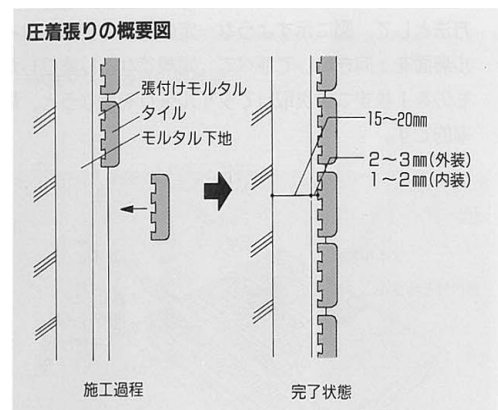 圧着張りの概要図
張付けモルタル
タイル
モルタル下地
15〜20㎜
2〜3㎜(外装)
1〜2㎜(内装)
施工過程
完了状態